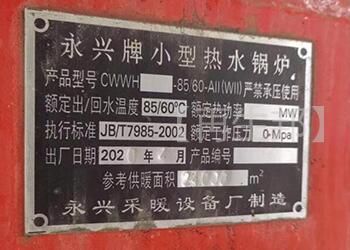 永兴牌小型热水锅炉
产品型号 CWWH -85/60-AII(WII) 严禁承压使用
额定出/回水温度 85/60℃ 额定热功率 MW
执行标准 JB/T7985-2002 额定工作压力 0 Mpa
出厂日期 202 年 月 产品编号
参考供暖面积 m²
永兴采暖设备厂制造